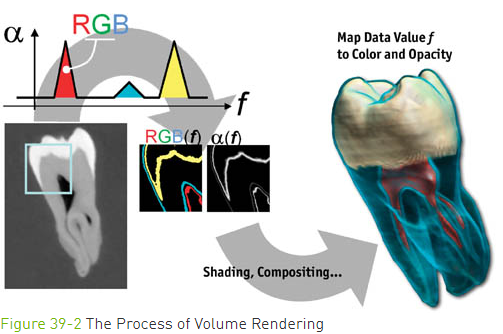 α
RGB
f
Map Data Value f
to Color and Opacity
RGB(f) α(f)
Shading, Compositing...
Figure 39-2 The Process of Volume Rendering